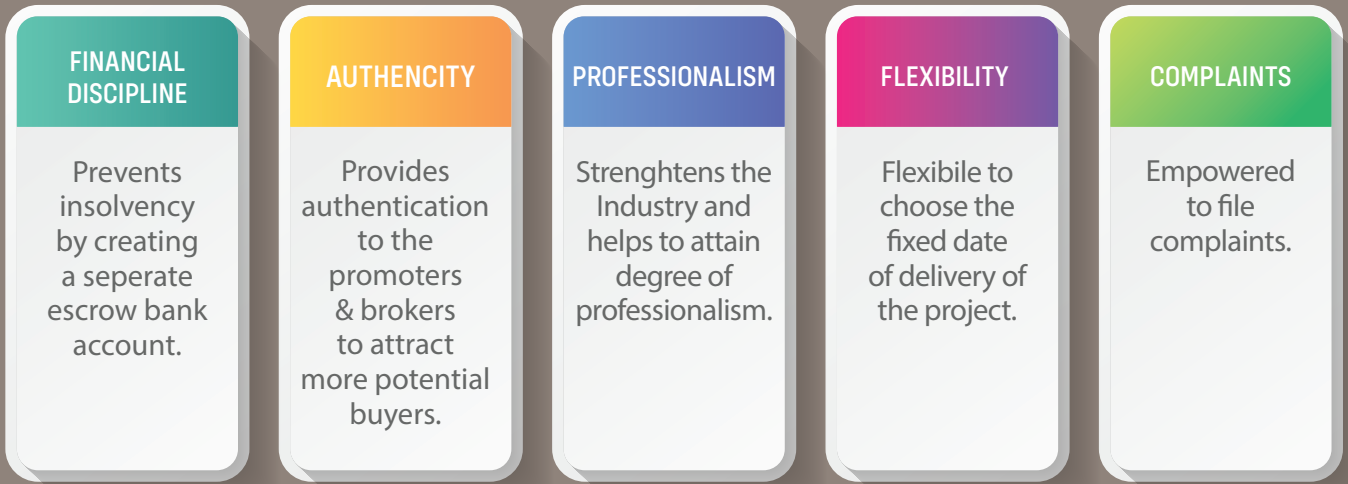 FINANCIAL
DISCIPLINE
Prevents
insolvency
by creating
a seperate
escrow bank
account.
AUTHENCITY
Provides
authentication
to the
promoters
& brokers
to attract
more potential
buyers.
PROFESSIONALISM
Strenghtens the
Industry and
helps to attain
degree of
professionalism.
FLEXIBILITY
Flexibile to
choose the
fixed date
of delivery of
the project.
COMPLAINTS
Empowered
to file
complaints.